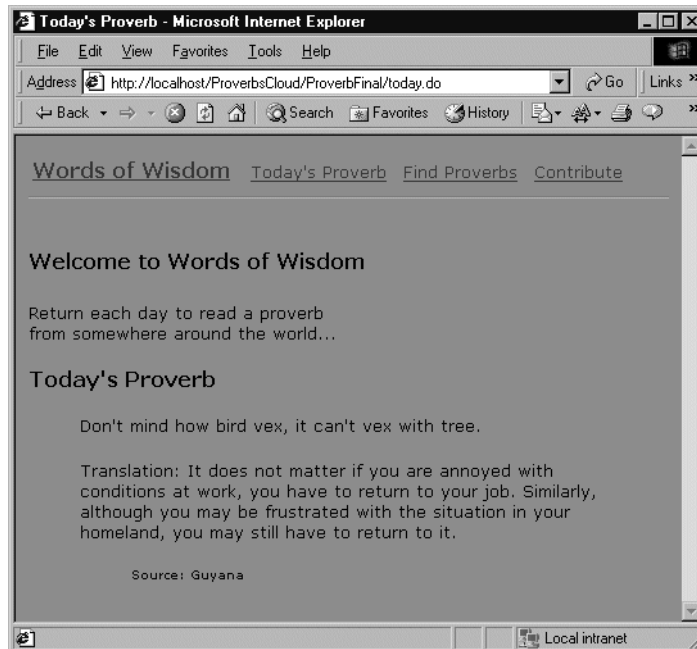 Today's Proverb - Microsoft Internet Explorer
File Edit View Favorites Tools Help
Address http://localhost/ProverbsCloud/ProverbFinal/today.do Go Links »
Back Search Favorites History »
Words of Wisdom Today's Proverb Find Proverbs Contribute
Welcome to Words of Wisdom
Return each day to read a proverb
from somewhere around the world...
Today's Proverb
Don't mind how bird vex, it can't vex with tree.
Translation: It does not matter if you are annoyed with
conditions at work, you have to return to your job. Similarly,
although you may be frustrated with the situation in your
homeland, you may still have to return to it.
Source: Guyana
Local intranet